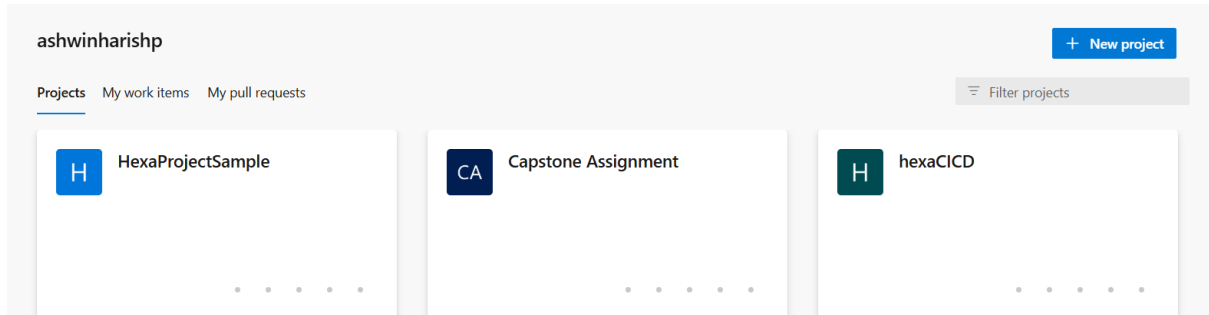 ashwinharishp
+ New project
Projects My work items My pull requests
Filter projects
H HexaProjectSample
CA Capstone Assignment
H hexaCICD